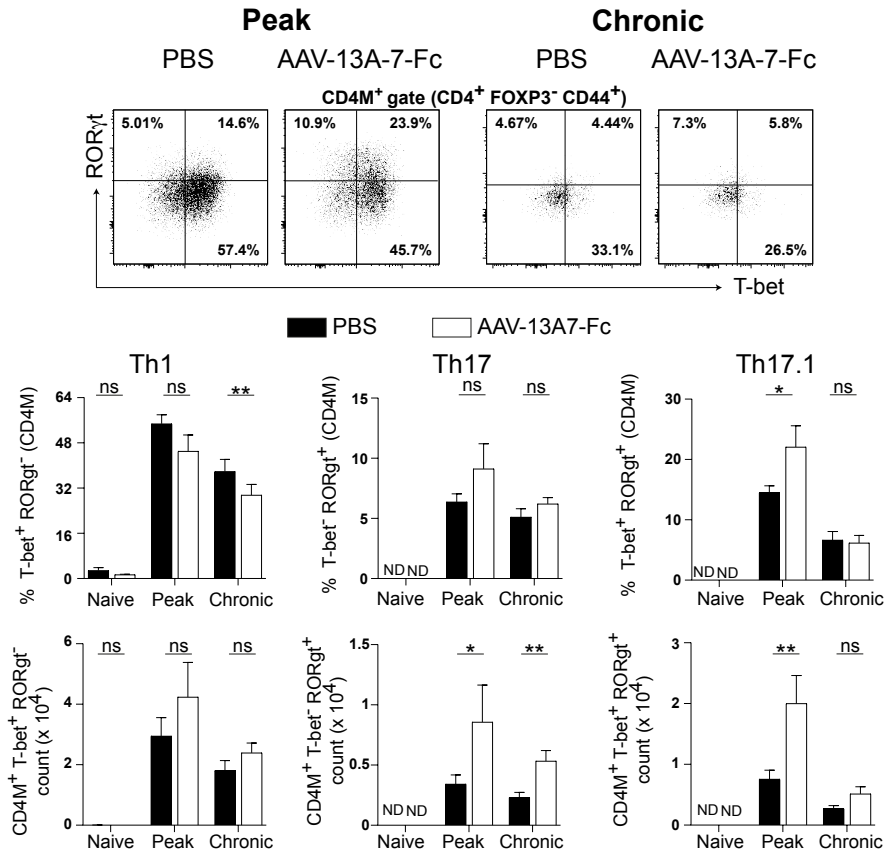 Peak Chronic
PBS AAV-13A-7-Fc PBS AAV-13A-7-Fc
CD4M⁺ gate (CD4⁺ FOXP3⁻ CD44⁺)
5.01% 14.6% 10.9% 23.9% 4.67% 4.44% 7.3% 5.8%
RORγt
57.4% 45.7% 33.1% 26.5%
T-bet
PBS AAV-13A7-Fc
Th1 Th17 Th17.1
% T-bet⁺ RORgt⁻ (CD4M)
64
48
32
16
0
ns ns **
Naive Peak Chronic
% T-bet⁻ RORgt⁺ (CD4M)
15
10
5
0
ND ND
ns ns
Naive Peak Chronic
% T-bet⁺ RORgt⁺ (CD4M)
30
20
10
0
ND ND
* ns
Naive Peak Chronic
CD4M⁺ T-bet⁺ RORgt⁻
count (x 10⁴)
6
4
2
0
ns ns ns
Naive Peak Chronic
CD4M⁺ T-bet⁻ RORgt⁺
count (x 10⁴)
1.5
1
0.5
0
ND ND
* **
Naive Peak Chronic
CD4M⁺ T-bet⁺ RORgt⁺
count (x 10⁴)
3
2
1
0
ND ND
** ns
Naive Peak Chronic